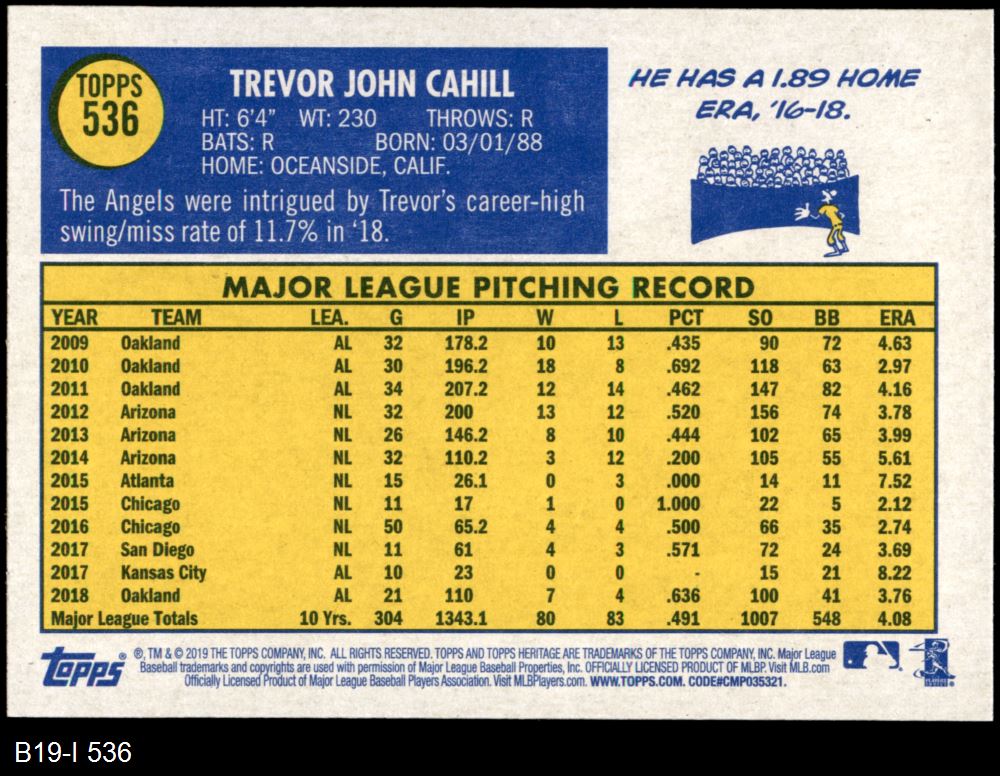 TOPPS
536
TREVOR JOHN CAHILL
HT: 6'4" WT: 230 THROWS: R
BATS: R BORN: 03/01/88
HOME: OCEANSIDE, CALIF.
The Angels were intrigued by Trevor's career-high
swing/miss rate of 11.7% in '18.
HE HAS A 1.89 HOME
ERA, '16-18.
MAJOR LEAGUE PITCHING RECORD
YEAR TEAM LEA. G IP W L PCT SO BB ERA
2009 Oakland AL 32 178.2 10 13 .435 90 72 4.63
2010 Oakland AL 30 196.2 18 8 .692 118 63 2.97
2011 Oakland AL 34 207.2 12 14 .462 147 82 4.16
2012 Arizona NL 32 200 13 12 .520 156 74 3.78
2013 Arizona NL 26 146.2 8 10 .444 102 65 3.99
2014 Arizona NL 32 110.2 3 12 .200 105 55 5.61
2015 Atlanta NL 15 26.1 0 3 .000 14 11 7.52
2015 Chicago NL 11 17 1 0 1.000 22 5 2.12
2016 Chicago NL 50 65.2 4 4 .500 66 35 2.74
2017 San Diego NL 11 61 4 3 .571 72 24 3.69
2017 Kansas City AL 10 23 0 0 - 15 21 8.22
2018 Oakland AL 21 110 7 4 .636 100 41 3.76
Major League Totals 10 Yrs. 304 1343.1 80 83 .491 1007 548 4.08
Topps ®, TM & © 2019 THE TOPPS COMPANY, INC. ALL RIGHTS RESERVED. TOPPS AND TOPPS HERITAGE ARE TRADEMARKS OF THE TOPPS COMPANY, INC. Major League
Baseball trademarks and copyrights are used with permission of Major League Baseball Properties, Inc. OFFICIALLY LICENSED PRODUCT OF MLBP. Visit MLB.com
Officially Licensed Product of Major League Baseball Players Association. Visit MLBPlayers.com. WWW.TOPPS.COM. CODE#CMP035321.
B19-I 536